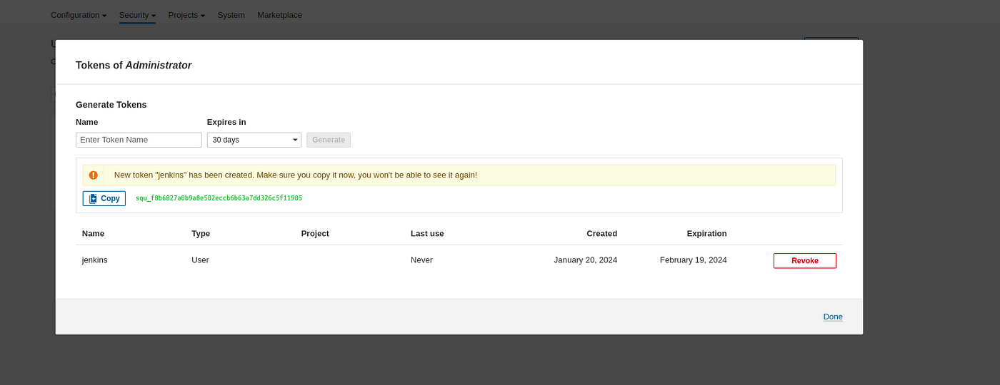 Configuration Security Projects System Marketplace
Tokens of Administrator
Generate Tokens
Name Expires in
Enter Token Name 30 days Generate
New token "jenkins" has been created. Make sure you copy it now, you won't be able to see it again!
Copy squ_f8b6827a0b9a8e502eccb6b63a7dd326c5f11905
Name Type Project Last use Created Expiration
jenkins User Never January 20, 2024 February 19, 2024 Revoke
Done